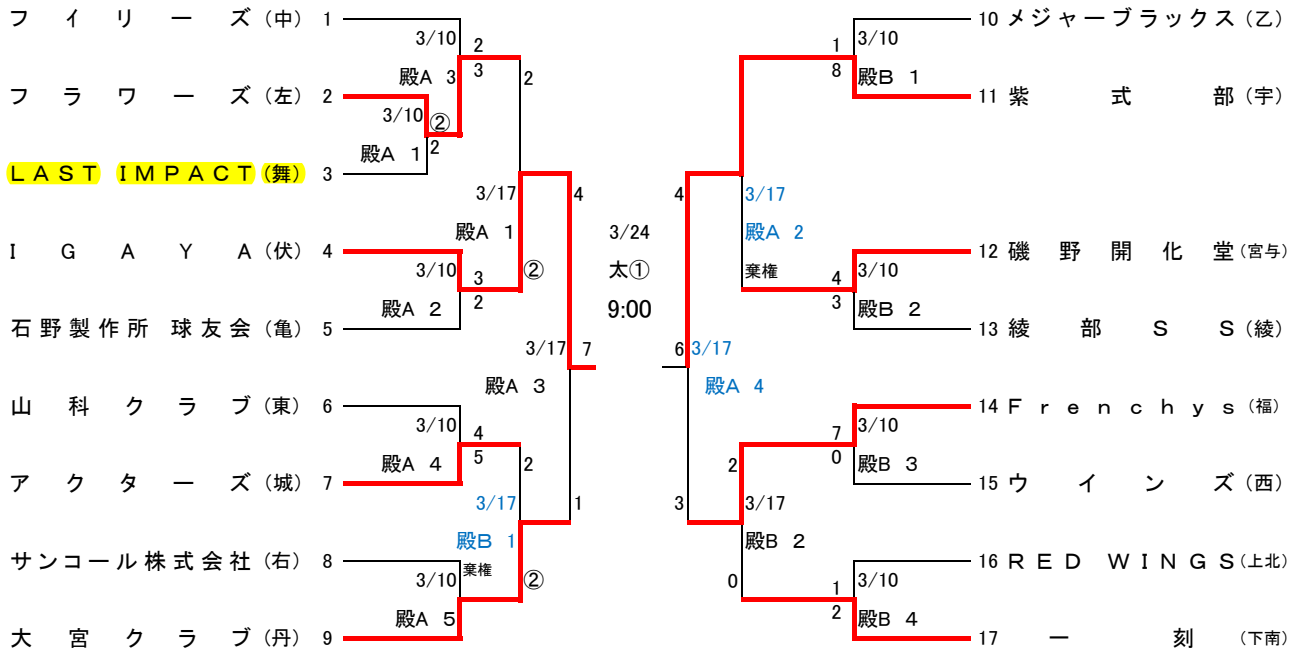 フイリーズ(中) 1
3/10 2
殿A 3 3 2
フラワーズ(左) 2
3/10 ②
殿A 1 2
LAST IMPACT(舞) 3
3/17 4
殿A 1
IGAYA(伏) 4
3/10 3 ②
殿A 2 2
石野製作所 球友会(亀) 5
3/17 7
殿A 3
山科クラブ(東) 6
3/10 4
殿A 4 5 2
アクターズ(城) 7
3/17 1
殿B 1
サンコール株式会社(右) 8
棄権
3/10 ②
殿A 5
大宮クラブ(丹) 9
3/24
太①
9:00
10 メジャーブラックス(乙)
1 3/10
8 殿B 1
11 紫式部(宇)
4 3/17
殿A 2
棄権
12 磯野開化堂(宮与)
4 3/10
3 殿B 2
13 綾部SS(綾)
6 3/17
殿A 4
14 Frenchys(福)
7 3/10
2 0 殿B 3
15 ウインズ(西)
3 3/17
殿B 2
16 RED WINGS(上北)
0 1 3/10
2 殿B 4
17 一刻(下南)